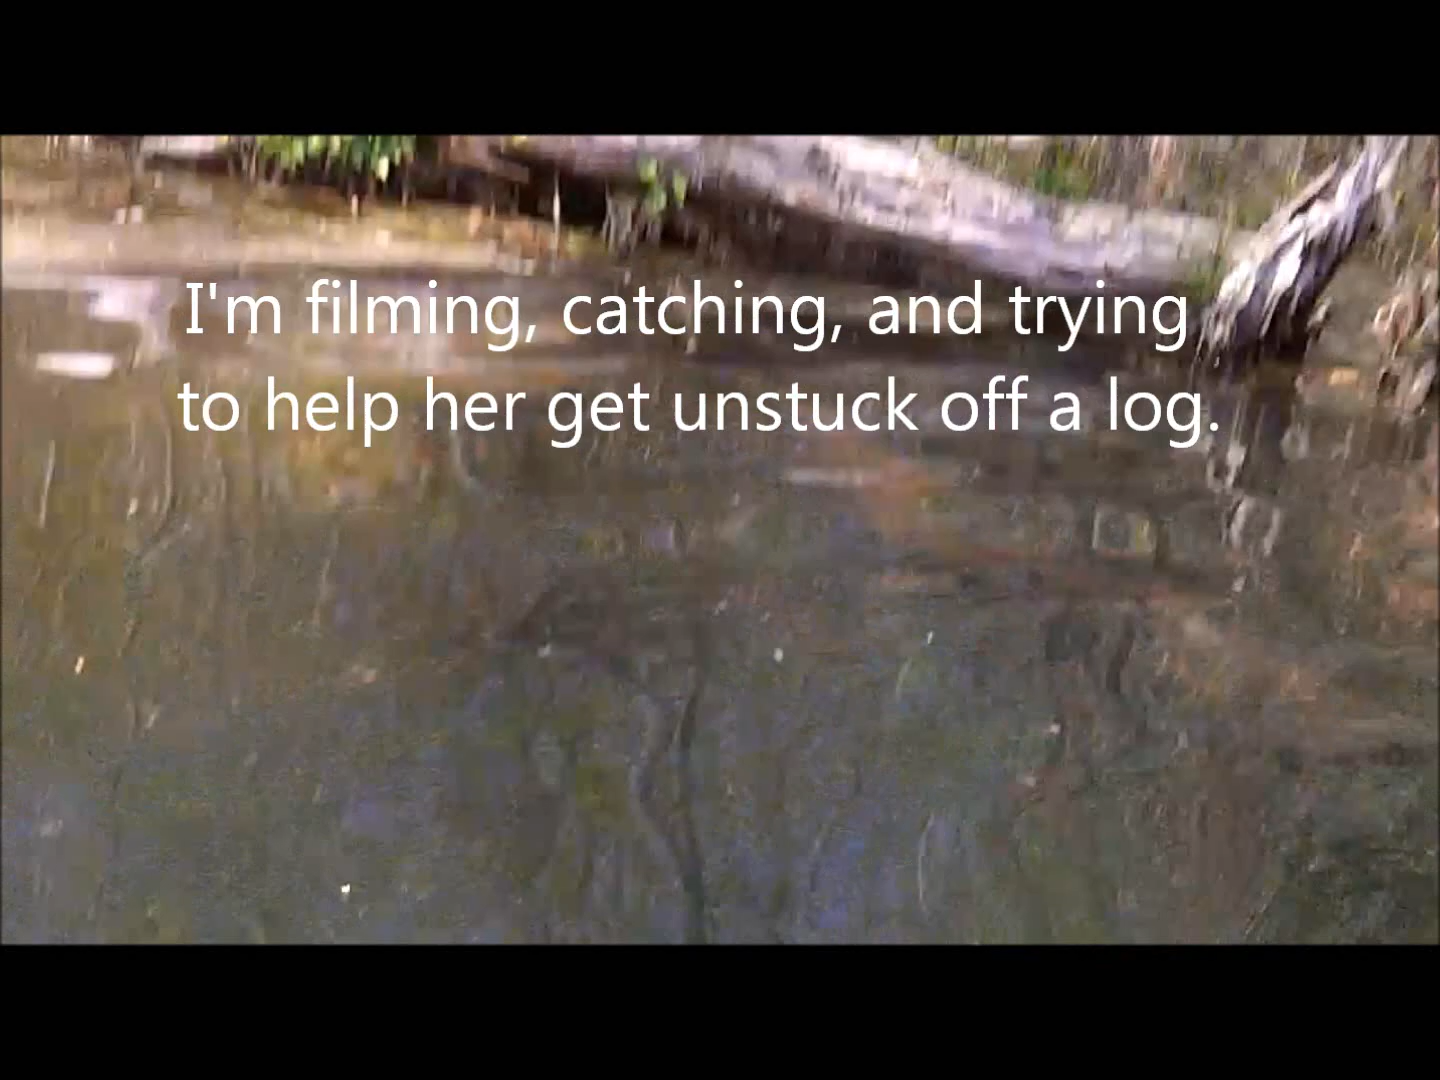 I'm filming, catching, and trying
to help her get unstuck off a log.